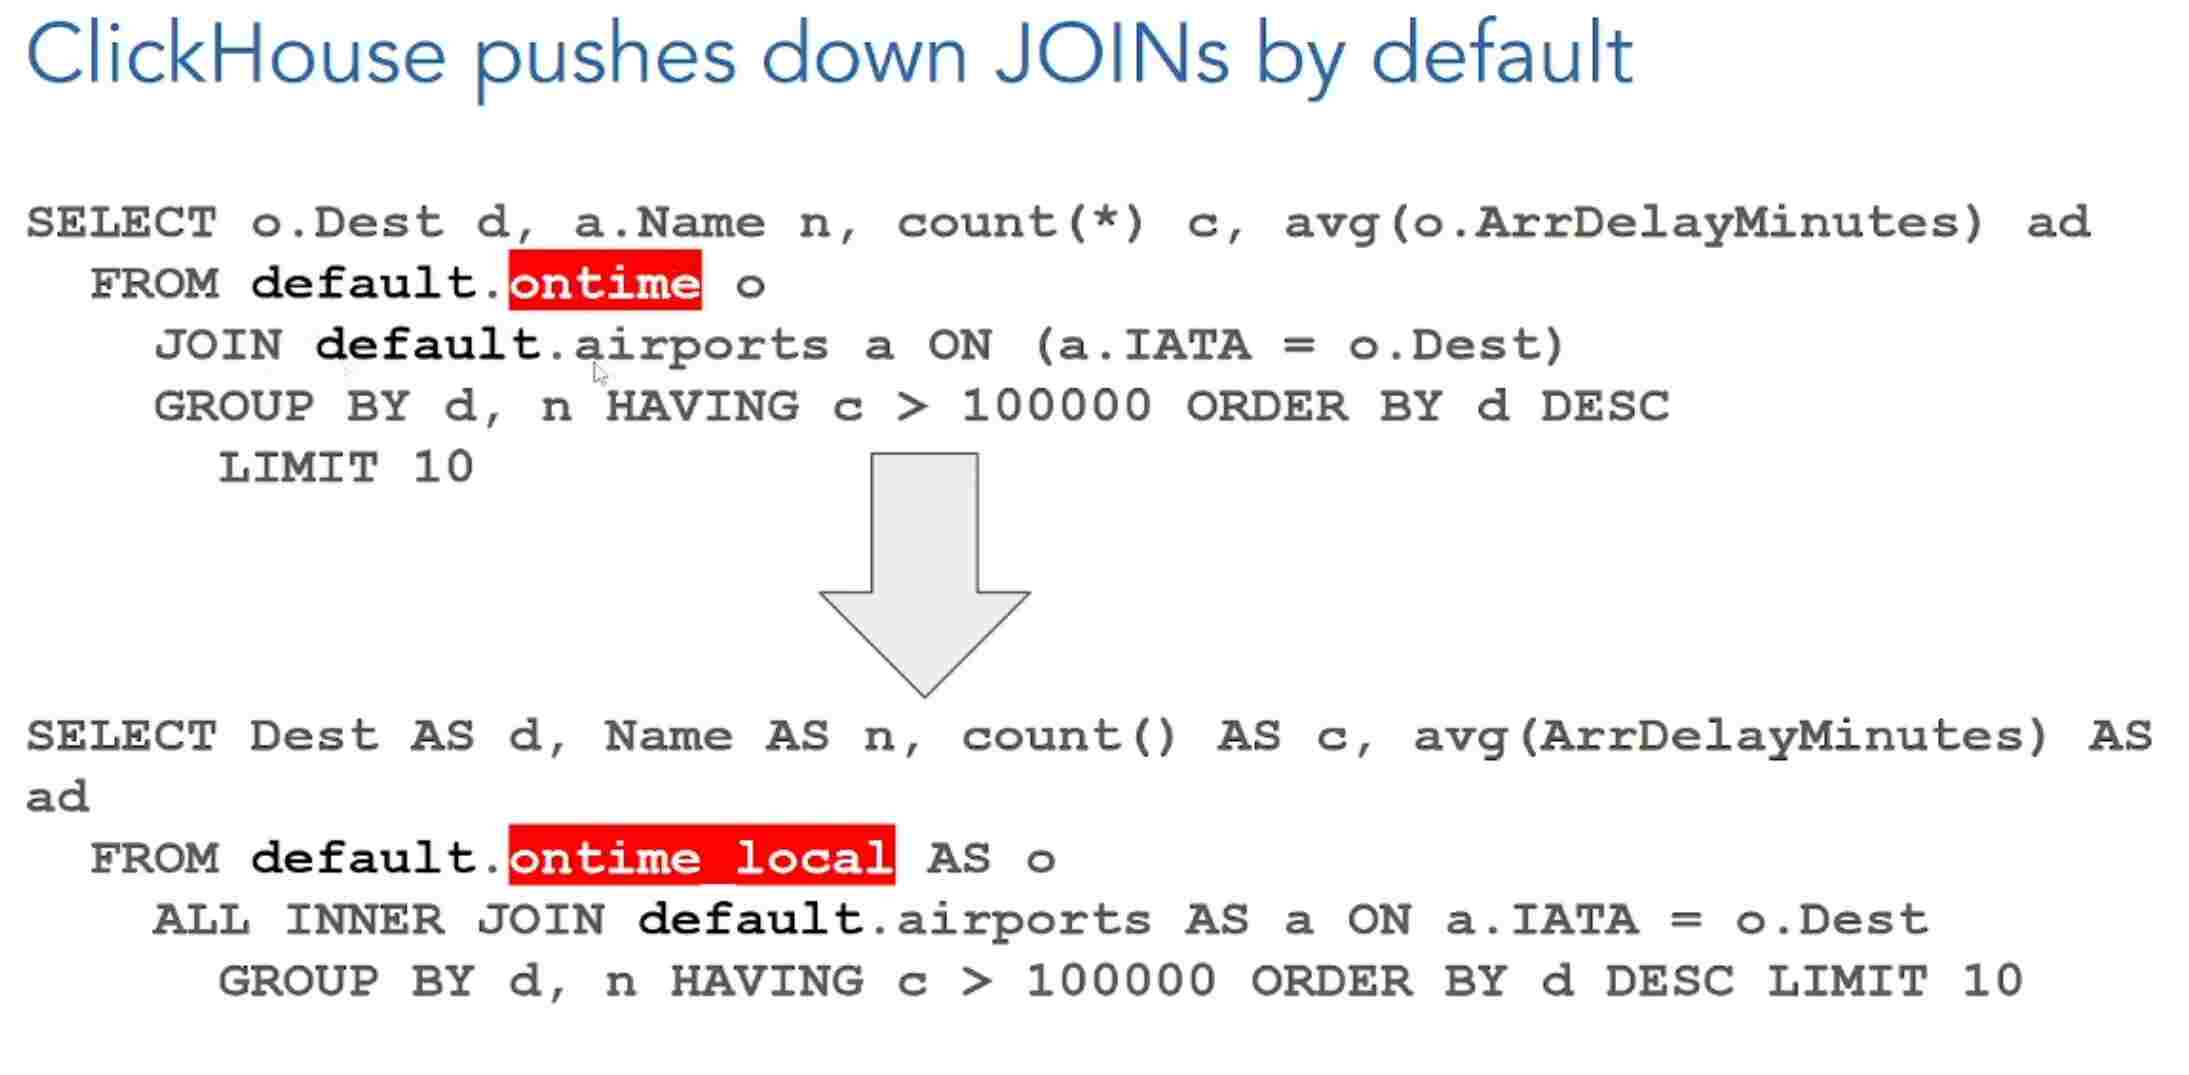 ClickHouse pushes down JOINs by default
SELECT o.Dest d, a.Name n, count(*) c, avg(o.ArrDelayMinutes) ad
FROM default.ontime o
JOIN default.airports a ON (a.IATA = o.Dest)
GROUP BY d, n HAVING c > 100000 ORDER BY d DESC
LIMIT 10
SELECT Dest AS d, Name AS n, count() AS c, avg(ArrDelayMinutes) AS
ad
FROM default.ontime_local AS o
ALL INNER JOIN default.airports AS a ON a.IATA = o.Dest
GROUP BY d, n HAVING c > 100000 ORDER BY d DESC LIMIT 10